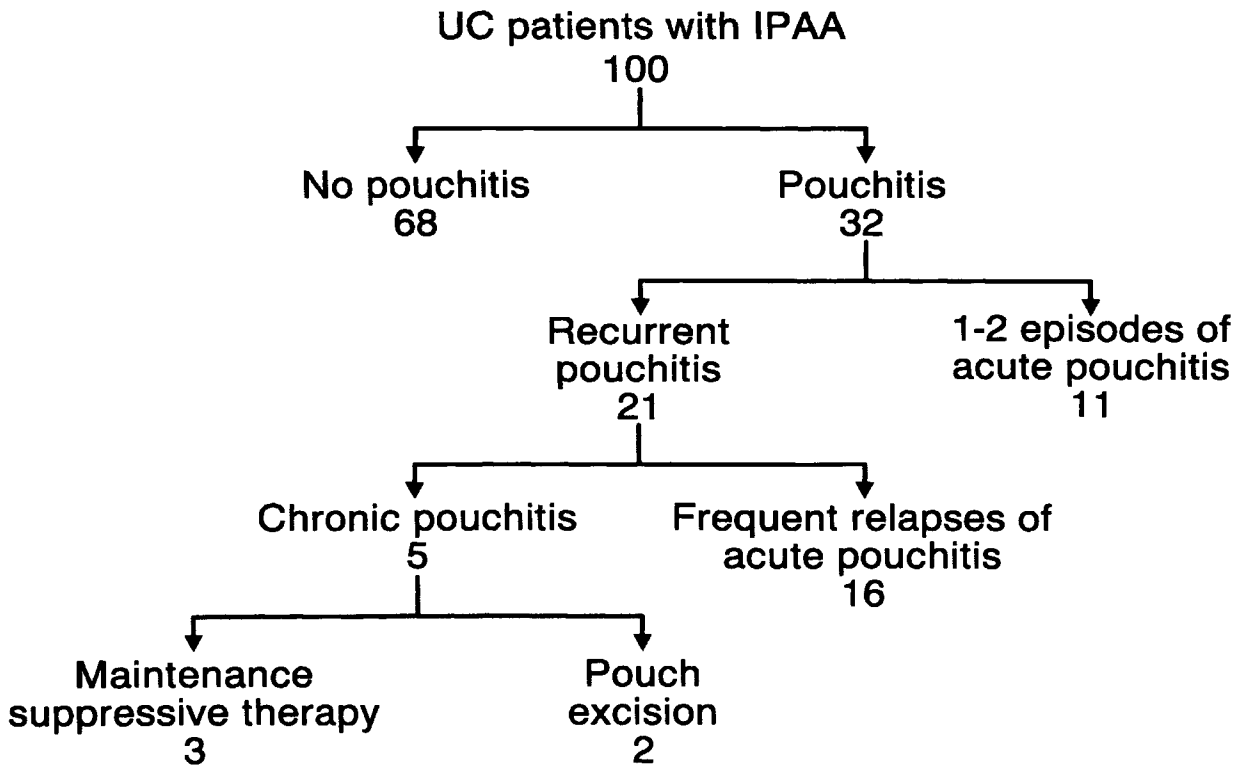 UC patients with IPAA
100
No pouchitis
68
Pouchitis
32
Recurrent
pouchitis
21
1-2 episodes of
acute pouchitis
11
Chronic pouchitis
5
Frequent relapses of
acute pouchitis
16
Maintenance
suppressive therapy
3
Pouch
excision
2